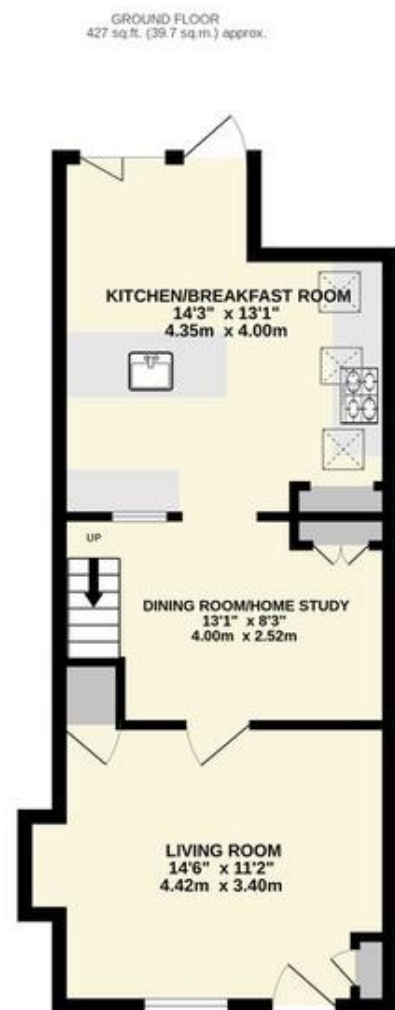 GROUND FLOOR
427 sq.ft. (39.7 sq.m.) approx.
KITCHEN/BREAKFAST ROOM
14'3" x 13'1"
4.35m x 4.00m
UP
DINING ROOM/HOME STUDY
13'1" x 8'3"
4.00m x 2.52m
LIVING ROOM
14'6" x 11'2"
4.42m x 3.40m